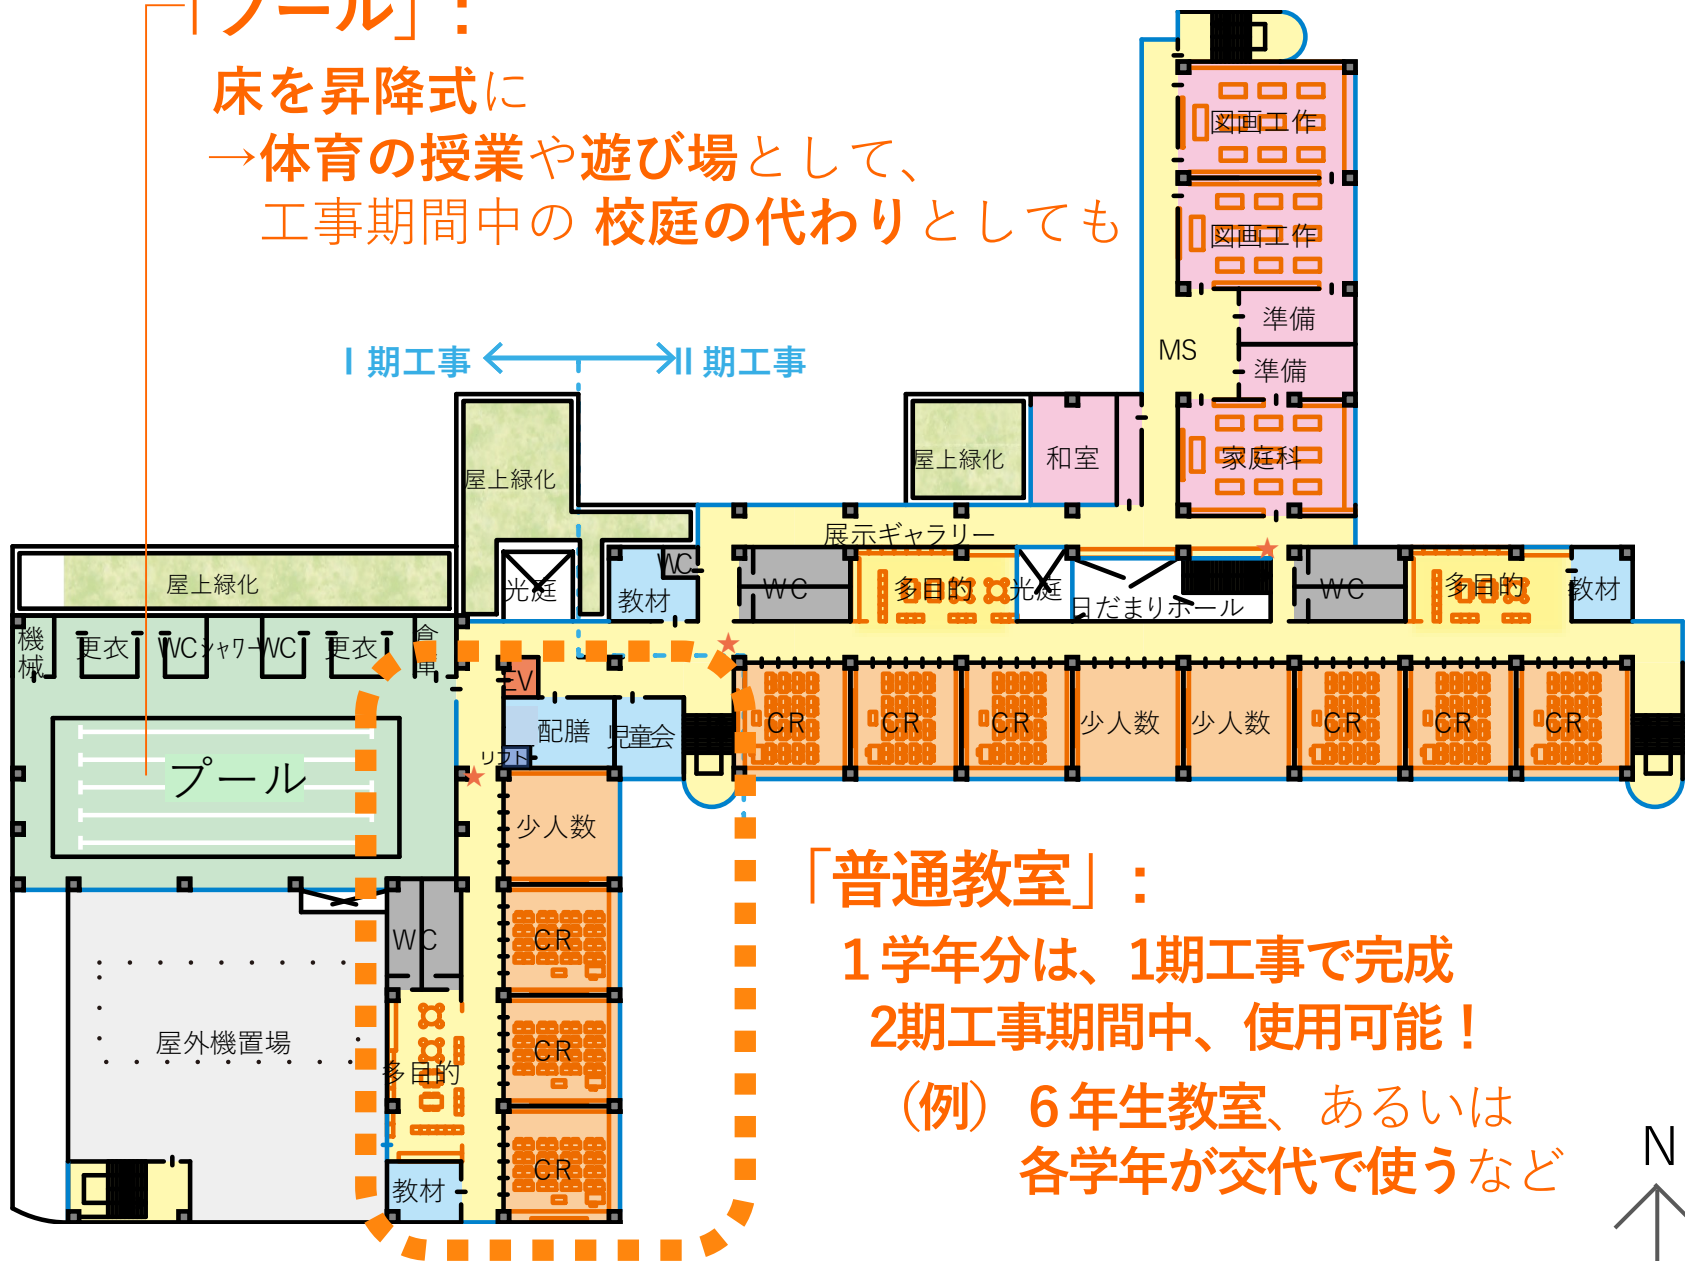 「プール」：
床を昇降式に
→体育の授業や遊び場として、
工事期間中の 校庭の代わりとしても
図画工作
図画工作
準備
MS
準備
Ⅰ 期工事
Ⅱ 期工事
屋上緑化
屋上緑化
和室
家庭科
展示ギャラリー
屋上緑化
光庭
教材
WC
WC
多目的
光庭
日だまりホール
WC
多目的
教材
機械
更衣
WC
シャワー
WC
更衣
倉庫
EV
配膳
児童会
リフト
CR
CR
CR
少人数
少人数
CR
CR
CR
プール
少人数
「普通教室」：
1学年分は、1期工事で完成
2期工事期間中、使用可能！
（例） 6年生教室、あるいは
各学年が交代で使うなど
WC
CR
屋外機置場
多目的
CR
CR
教材
N